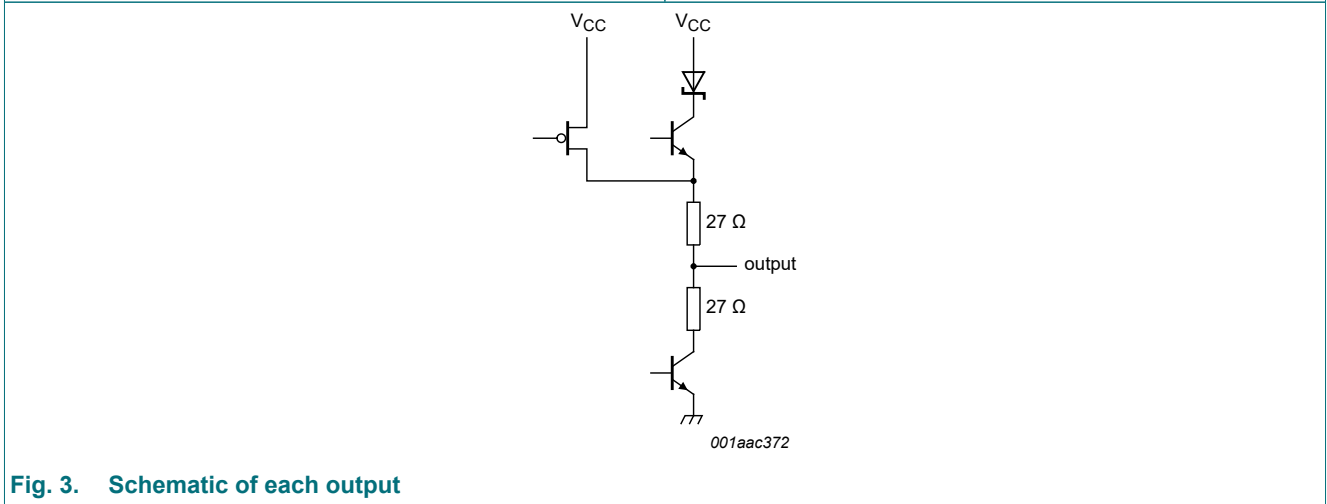 VCC VCC
27 Ω
output
27 Ω
001aac372
Fig. 3. Schematic of each output